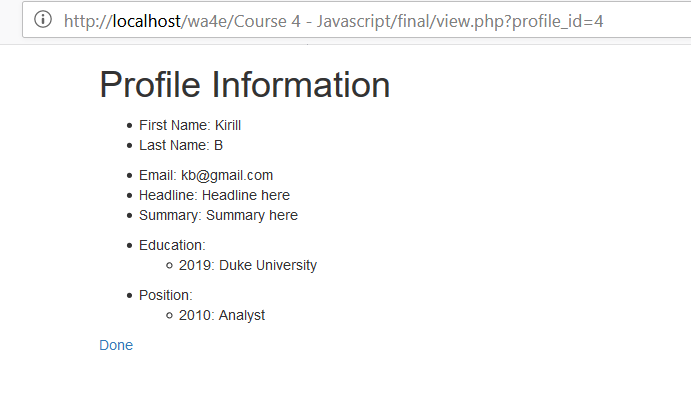 http://localhost/wa4e/Course 4 - Javascript/final/view.php?profile_id=4
Profile Information
First Name: Kirill
Last Name: B
Email: kb@gmail.com
Headline: Headline here
Summary: Summary here
Education:
2019: Duke University
Position:
2010: Analyst
Done